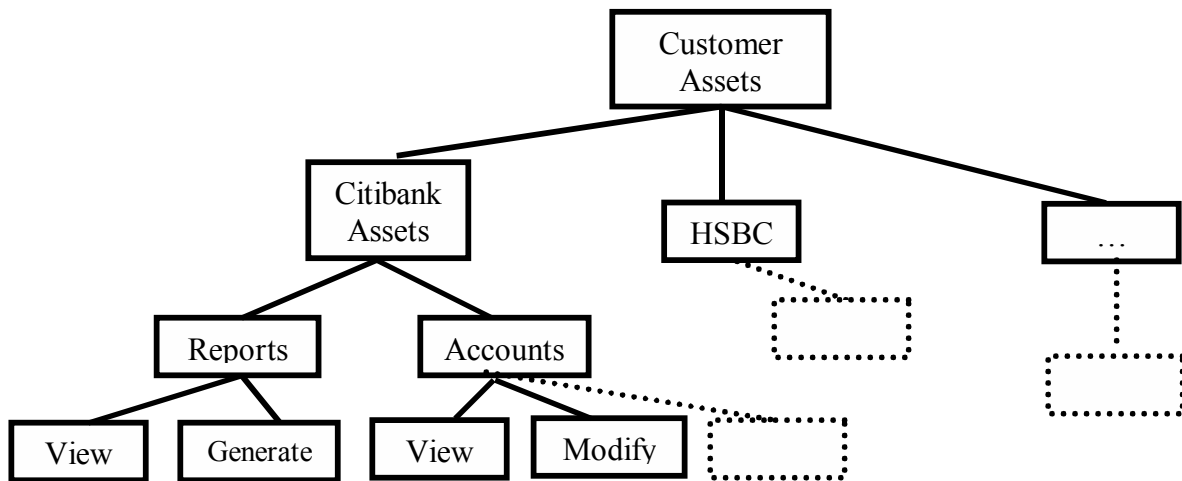 Customer
Assets
Citibank
Assets
HSBC
...
Reports
Accounts
View
Generate
View
Modify